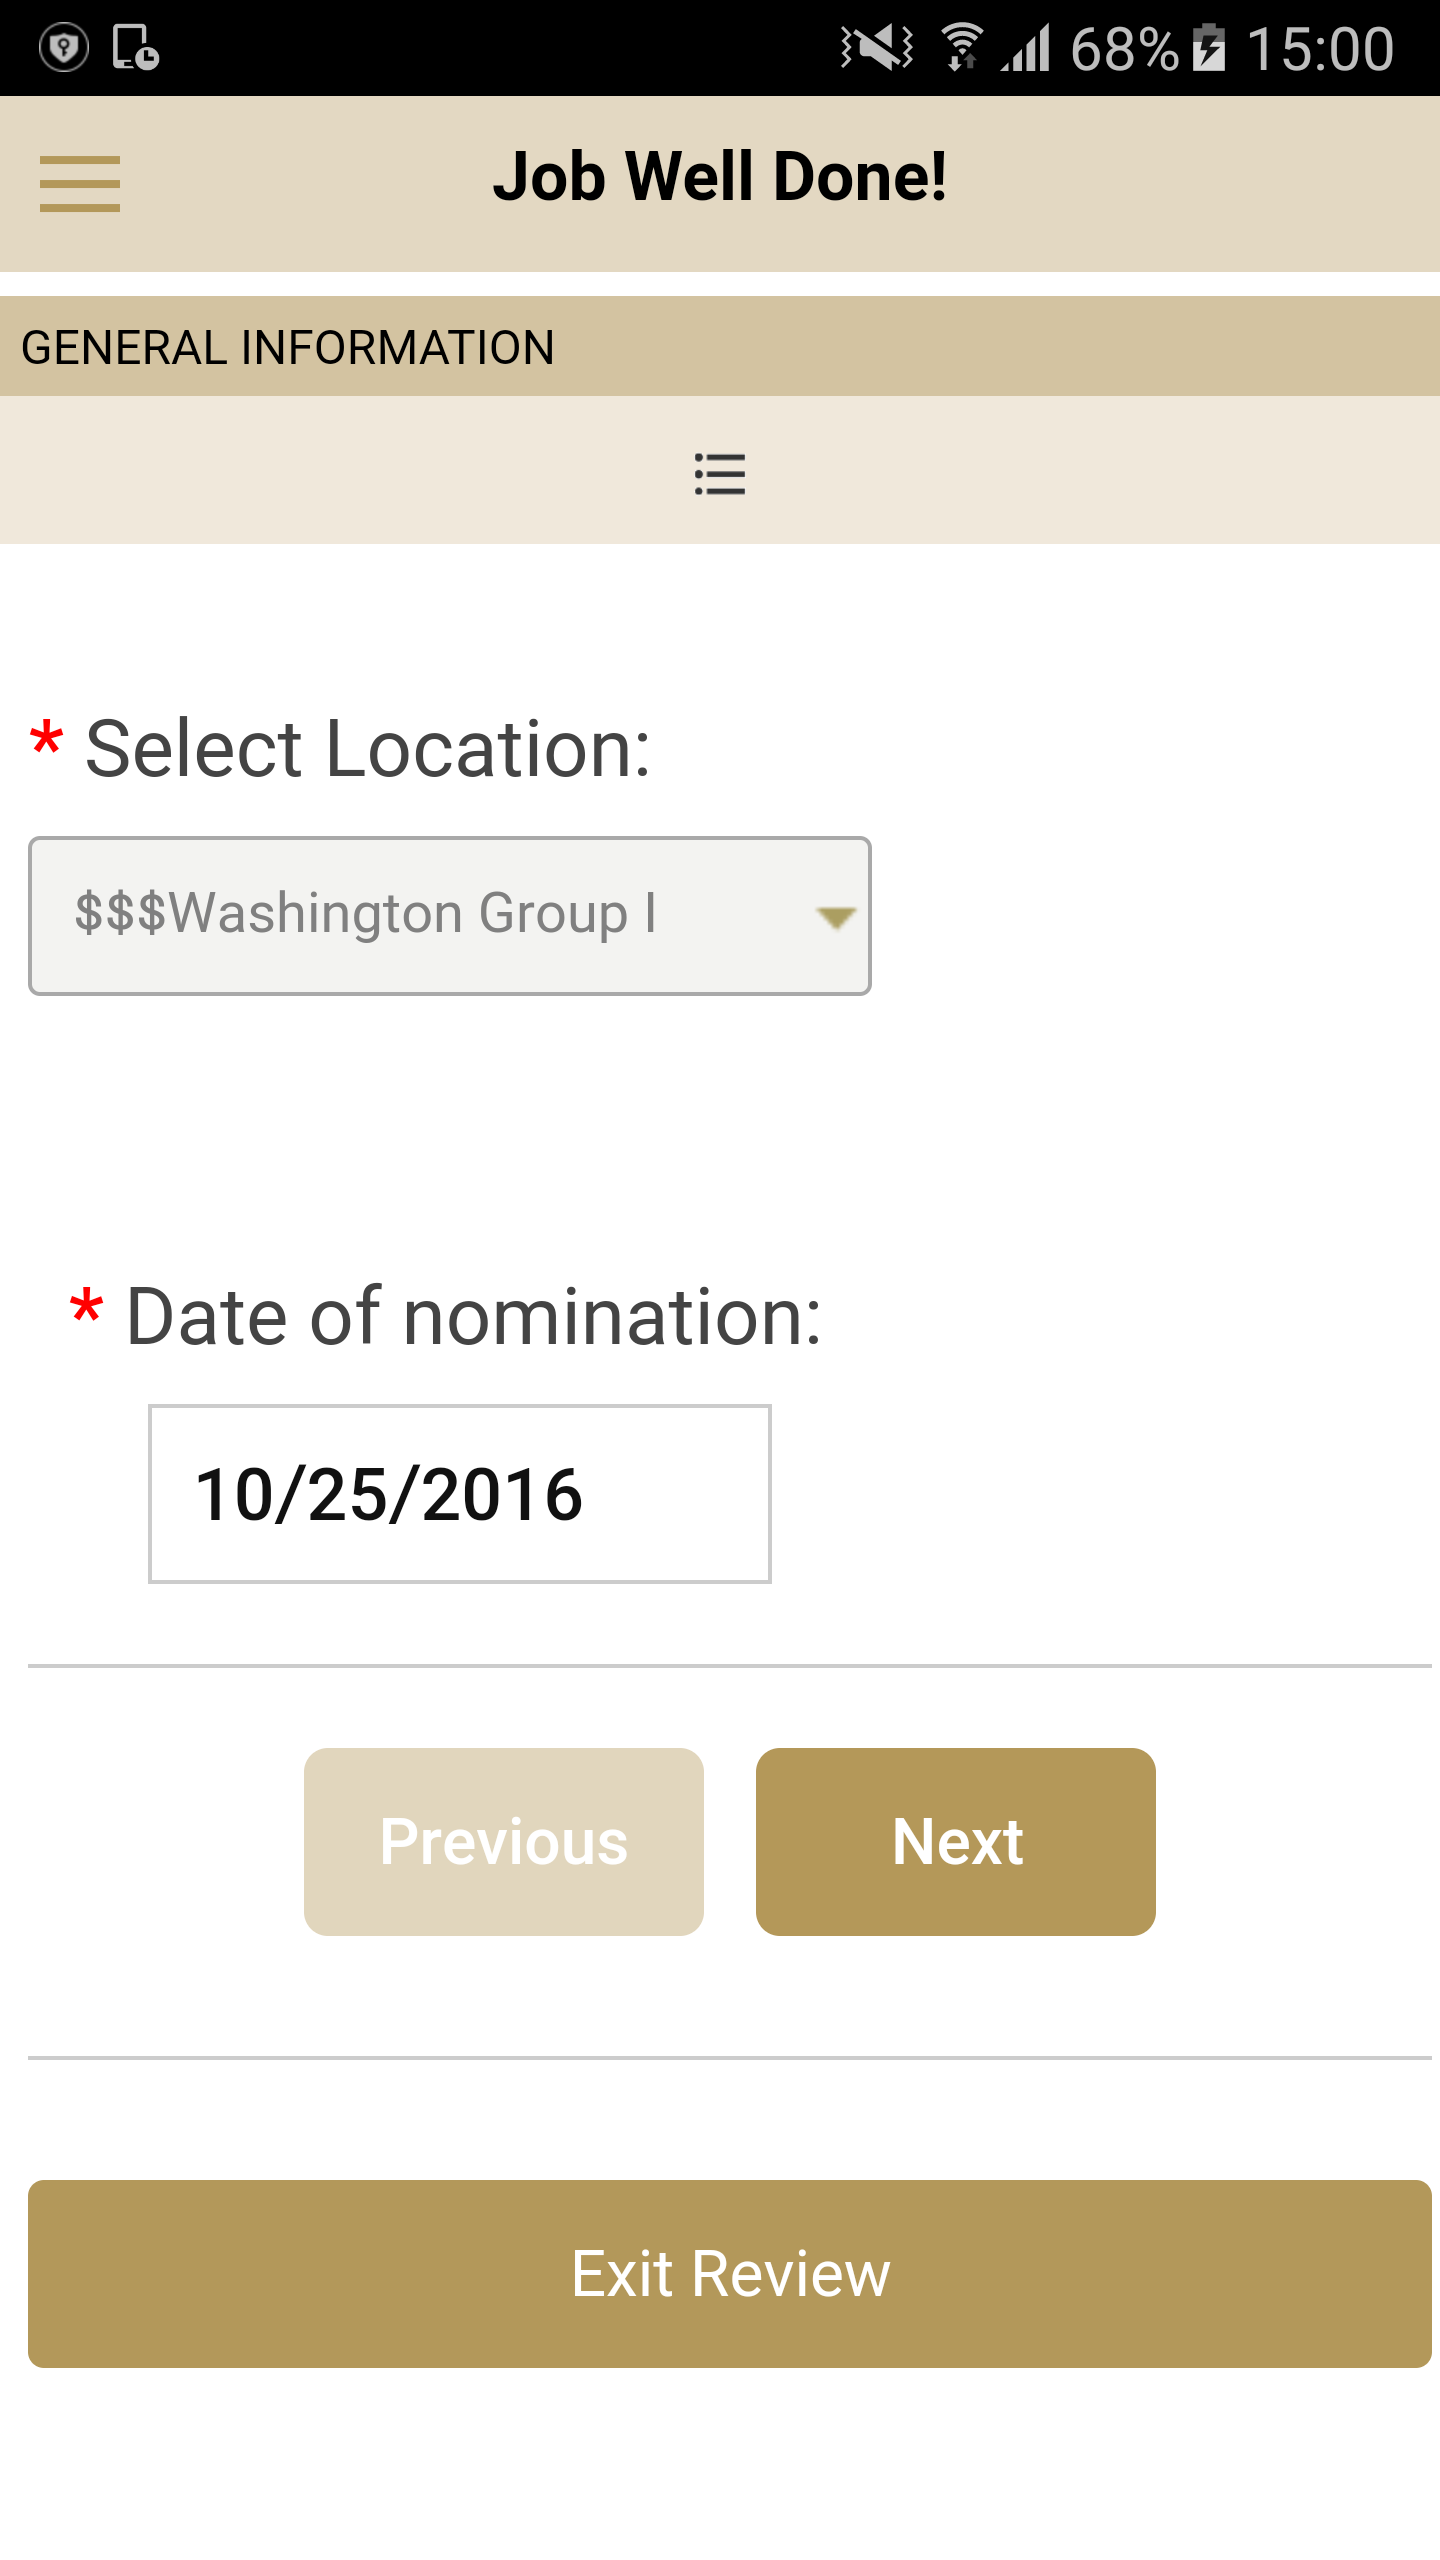 68% 15:00
Job Well Done!
GENERAL INFORMATION
* Select Location:
$$$Washington Group I
* Date of nomination:
10/25/2016
Previous Next
Exit Review